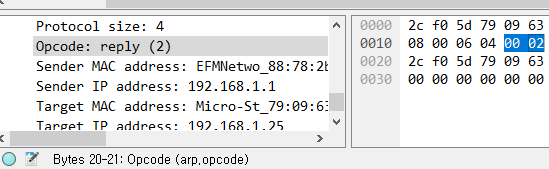 Protocol size: 4
Opcode: reply (2)
Sender MAC address: EFMNetwo_88:78:2b
Sender IP address: 192.168.1.1
Target MAC address: Micro-St_79:09:63
Target IP address: 192.168.1.25
0000 2c f0 5d 79 09 63
0010 08 00 06 04 00 02
0020 2c f0 5d 79 09 63
0030 00 00 00 00 00 00
Bytes 20-21: Opcode (arp.opcode)